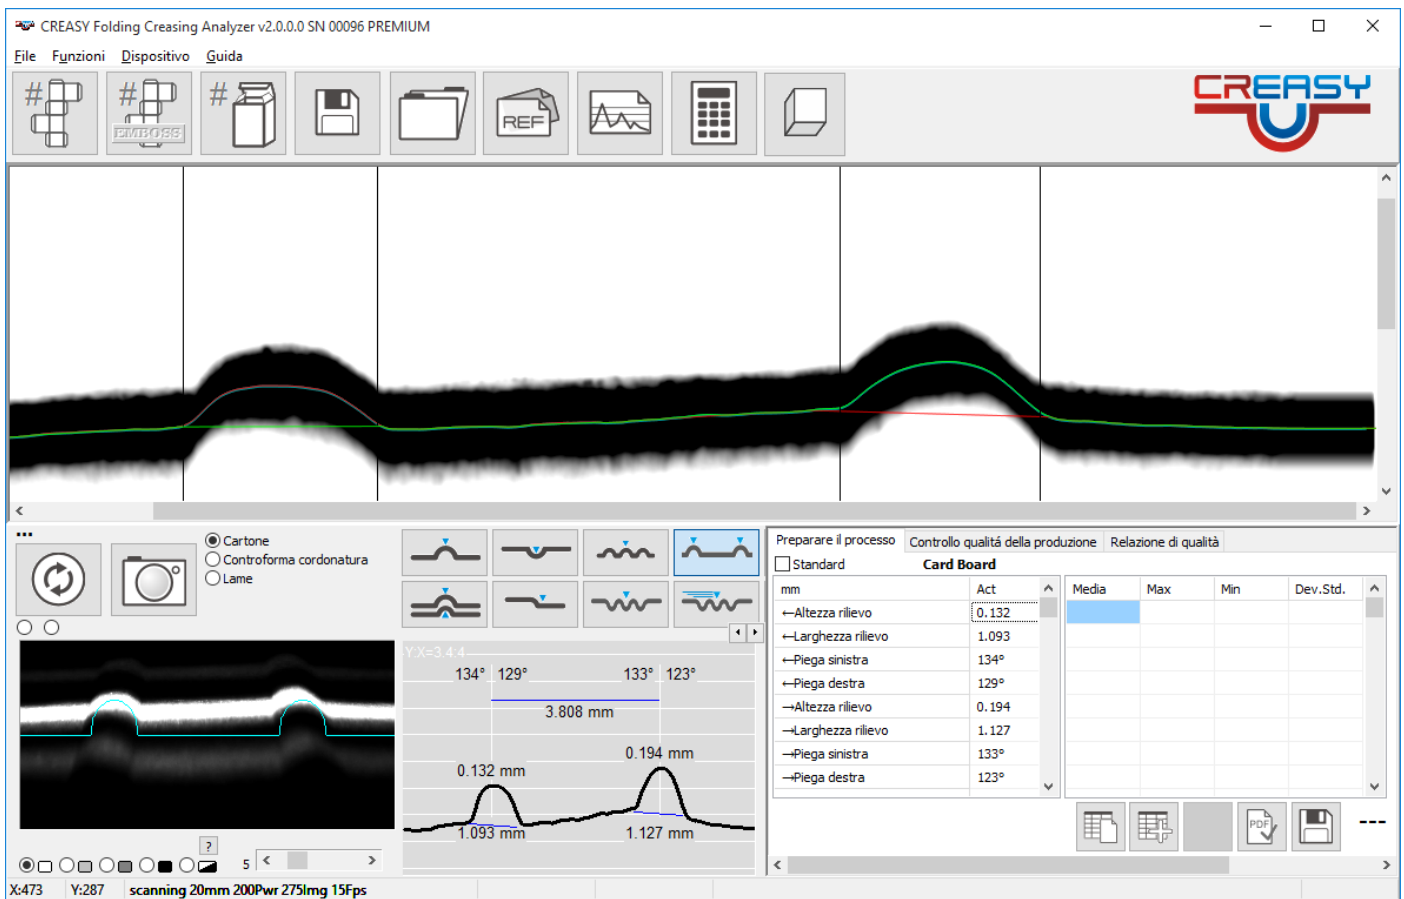 CREASY Folding Creasing Analyzer v2.0.0.0 SN 00096 PREMIUM
File Funzioni Dispositivo Guida
# # #
EMBOSS
REF
CREASY
...
Cartone
Controforma cordonatura
Lame
?
5
Y:X=3.4:4
134° 129° 133° 123°
3.808 mm
0.194 mm
0.132 mm
1.093 mm 1.127 mm
Preparare il processo Controllo qualitá della produzione Relazione di qualità
Standard Card Board
mm Act Media Max Min Dev.Std.
←Altezza rilievo 0.132
←Larghezza rilievo 1.093
←Piega sinistra 134°
←Piega destra 129°
→Altezza rilievo 0.194
→Larghezza rilievo 1.127
→Piega sinistra 133°
→Piega destra 123°
PDF
---
X:473 Y:287 scanning 20mm 200Pwr 275Img 15Fps